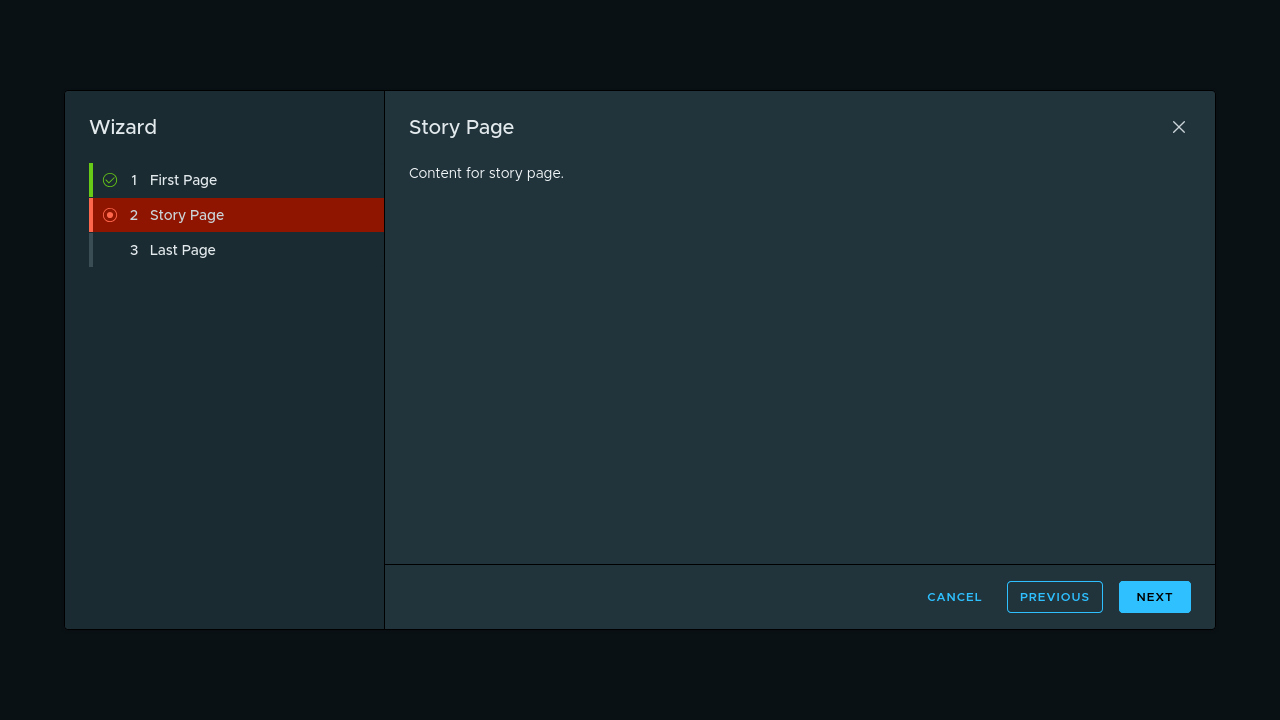 Wizard
1 First Page
2 Story Page
3 Last Page
Story Page
Content for story page.
CANCEL PREVIOUS NEXT